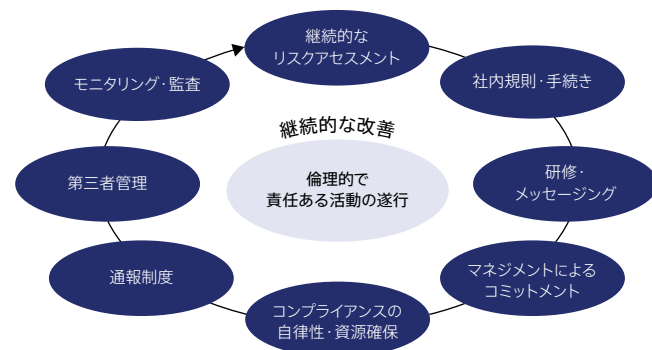 継続的な
リスクアセスメント
社内規則・手続き
研修・
メッセージング
マネジメントによる
コミットメント
コンプライアンスの
自律性・資源確保
通報制度
第三者管理
モニタリング・監査
継続的な改善
倫理的で
責任ある活動の遂行